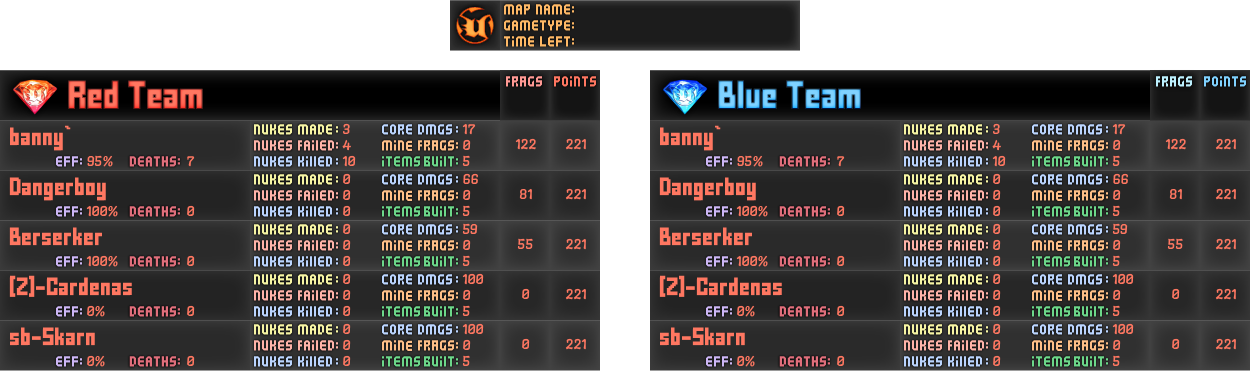 MAP NAME:
GAMETYPE:
TiME LEFT:
Red Team FRAGS POiNTS
banny` NUKES MADE: 3 CORE DMGS: 17
NUKES FAiLED: 4 MiNE FRAGS: 0 122 221
EFF: 95% DEATHS: 7 NUKES KiLLED: 10 iTEMS BUiLT: 5
Dangerboy NUKES MADE: 0 CORE DMGS: 66
NUKES FAiLED: 0 MiNE FRAGS: 0 81 221
EFF: 100% DEATHS: 0 NUKES KiLLED: 0 iTEMS BUiLT: 5
Berserker NUKES MADE: 0 CORE DMGS: 59
NUKES FAiLED: 0 MiNE FRAGS: 0 55 221
EFF: 100% DEATHS: 0 NUKES KiLLED: 0 iTEMS BUiLT: 5
[Z]-Cardenas NUKES MADE: 0 CORE DMGS: 100
NUKES FAiLED: 0 MiNE FRAGS: 0 0 221
EFF: 0% DEATHS: 0 NUKES KiLLED: 0 iTEMS BUiLT: 5
sb-Skarn NUKES MADE: 0 CORE DMGS: 100
NUKES FAiLED: 0 MiNE FRAGS: 0 0 221
EFF: 0% DEATHS: 0 NUKES KiLLED: 0 iTEMS BUiLT: 5
Blue Team FRAGS POiNTS
banny` NUKES MADE: 3 CORE DMGS: 17
NUKES FAiLED: 4 MiNE FRAGS: 0 122 221
EFF: 95% DEATHS: 7 NUKES KiLLED: 10 iTEMS BUiLT: 5
Dangerboy NUKES MADE: 0 CORE DMGS: 66
NUKES FAiLED: 0 MiNE FRAGS: 0 81 221
EFF: 100% DEATHS: 0 NUKES KiLLED: 0 iTEMS BUiLT: 5
Berserker NUKES MADE: 0 CORE DMGS: 59
NUKES FAiLED: 0 MiNE FRAGS: 0 55 221
EFF: 100% DEATHS: 0 NUKES KiLLED: 0 iTEMS BUiLT: 5
[Z]-Cardenas NUKES MADE: 0 CORE DMGS: 100
NUKES FAiLED: 0 MiNE FRAGS: 0 0 221
EFF: 0% DEATHS: 0 NUKES KiLLED: 0 iTEMS BUiLT: 5
sb-Skarn NUKES MADE: 0 CORE DMGS: 100
NUKES FAiLED: 0 MiNE FRAGS: 0 0 221
EFF: 0% DEATHS: 0 NUKES KiLLED: 0 iTEMS BUiLT: 5